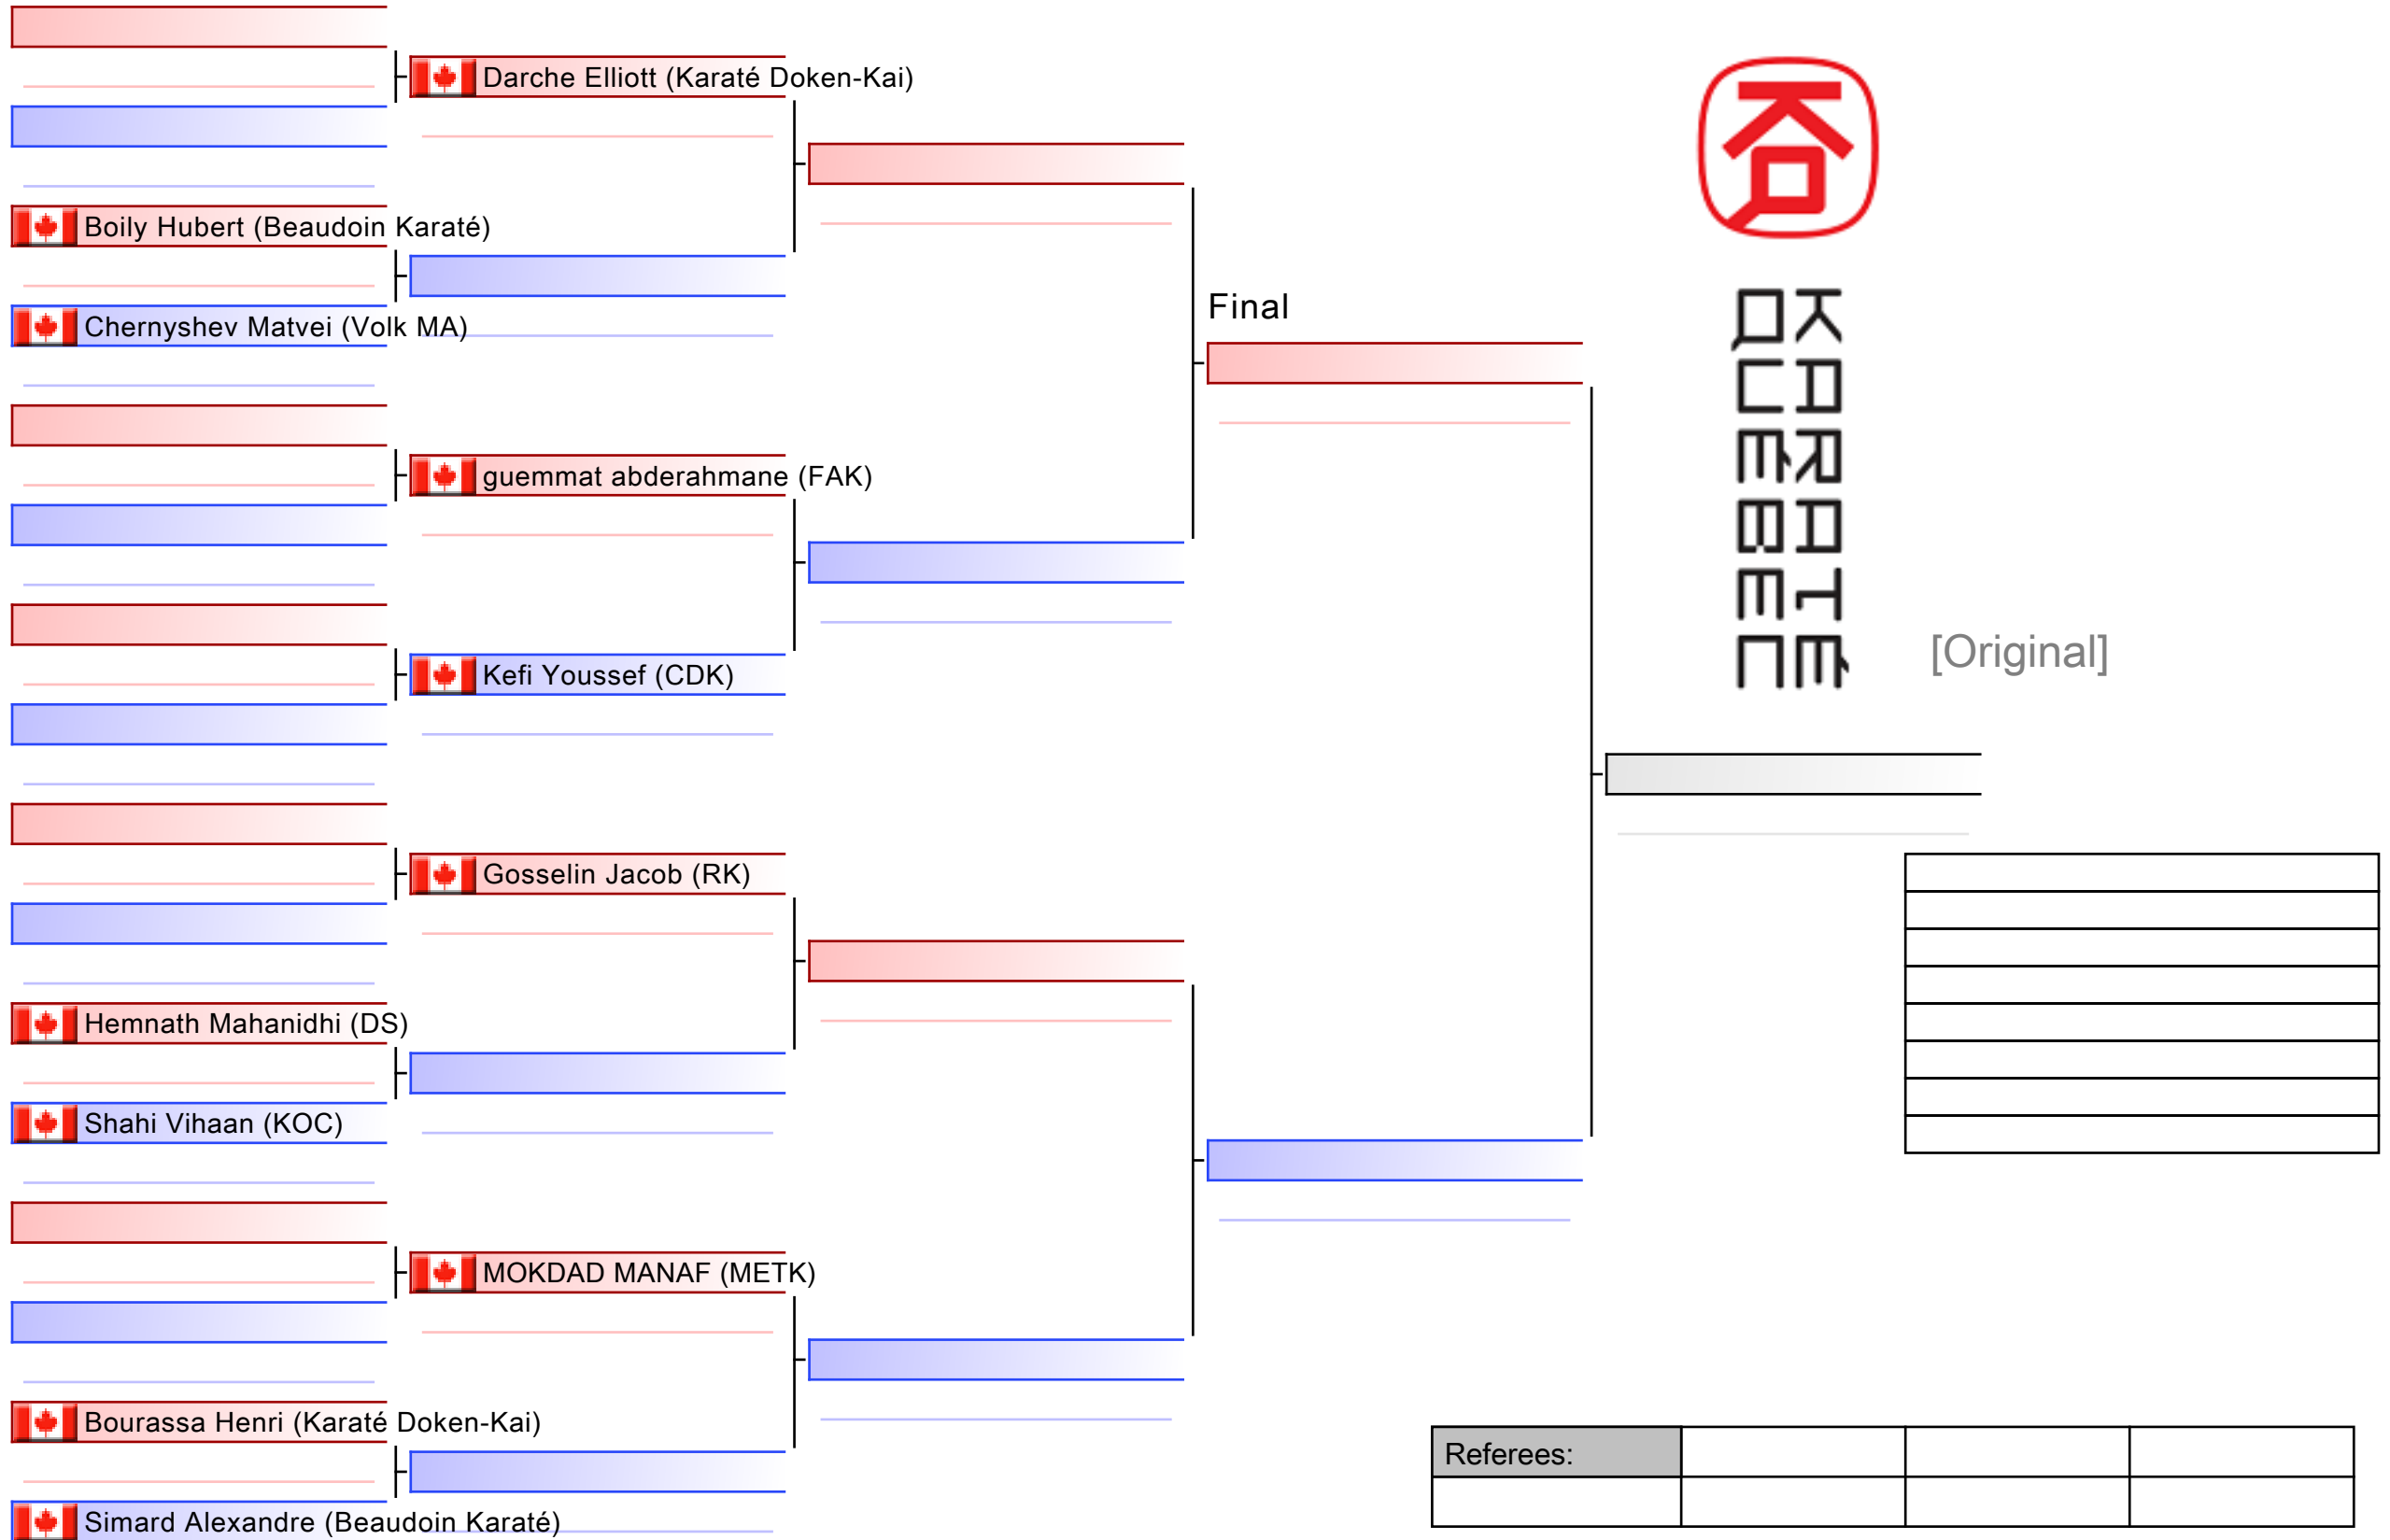 Darche Elliott (Karaté Doken-Kai)
Boily Hubert (Beaudoin Karaté)
Chernyshev Matvei (Volk MA)
guemmat abderahmane (FAK)
Kefi Youssef (CDK)
Gosselin Jacob (RK)
Hemnath Mahanidhi (DS)
Shahi Vihaan (KOC)
MOKDAD MANAF (METK)
Bourassa Henri (Karaté Doken-Kai)
Simard Alexandre (Beaudoin Karaté)
Final
KARATÉ
QUÉBEC
[Original]
Referees: